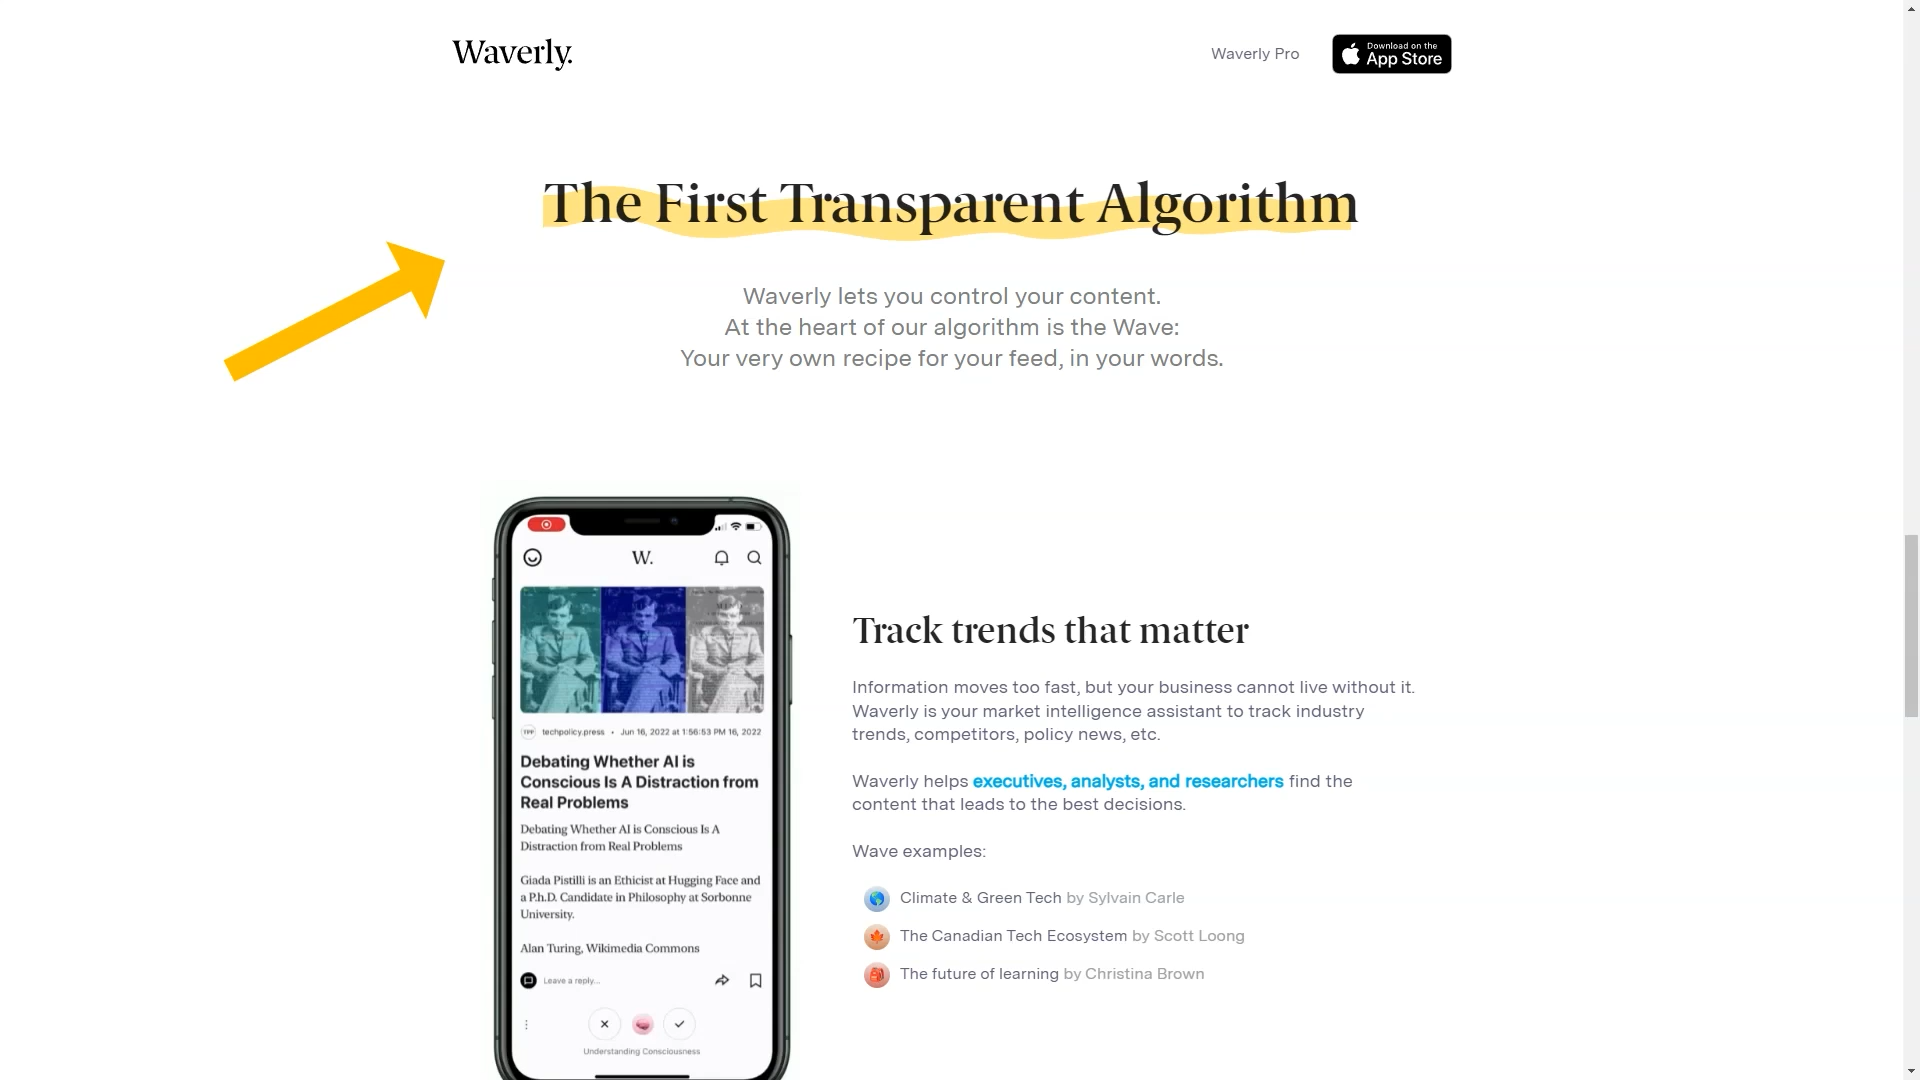 Waverly.
Waverly Pro
Download on the
App Store
The First Transparent Algorithm
Waverly lets you control your content.
At the heart of our algorithm is the Wave:
Your very own recipe for your feed, in your words.
W.
TPP techpolicy.press • Jun 16, 2022 at 1:56:53 PM 16, 2022
Debating Whether AI is
Conscious Is A Distraction from
Real Problems
Debating Whether AI is Conscious Is A
Distraction from Real Problems
Giada Pistilli is an Ethicist at Hugging Face and
a P.h.D. Candidate in Philosophy at Sorbonne
University.
Alan Turing, Wikimedia Commons
Leave a reply...
Understanding Consciousness
Track trends that matter
Information moves too fast, but your business cannot live without it.
Waverly is your market intelligence assistant to track industry
trends, competitors, policy news, etc.
Waverly helps executives, analysts, and researchers find the
content that leads to the best decisions.
Wave examples:
Climate & Green Tech by Sylvain Carle
The Canadian Tech Ecosystem by Scott Loong
The future of learning by Christina Brown